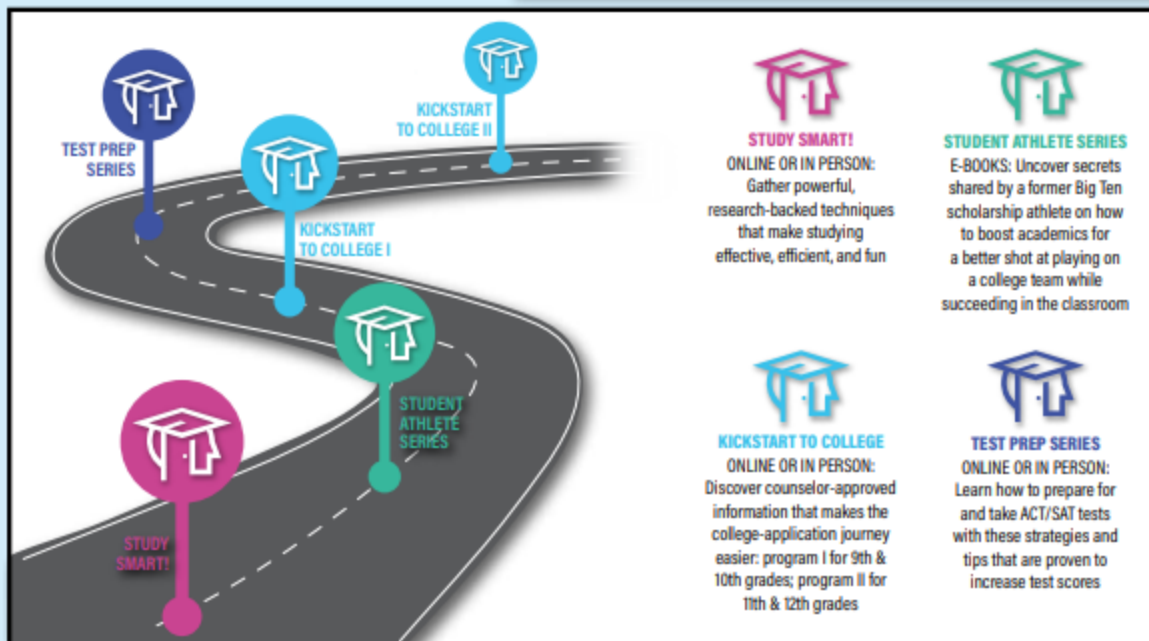 TEST PREP
SERIES
KICKSTART
TO COLLEGE II
KICKSTART
TO COLLEGE I
STUDENT
ATHLETE
SERIES
STUDY
SMART!
STUDY SMART!
ONLINE OR IN PERSON:
Gather powerful,
research-backed techniques
that make studying
effective, efficient, and fun
STUDENT ATHLETE SERIES
E-BOOKS: Uncover secrets
shared by a former Big Ten
scholarship athlete on how
to boost academics for
a better shot at playing on
a college team while
succeeding in the classroom
KICKSTART TO COLLEGE
ONLINE OR IN PERSON:
Discover counselor-approved
information that makes the
college-application journey
easier: program I for 9th &
10th grades; program II for
11th & 12th grades
TEST PREP SERIES
ONLINE OR IN PERSON:
Learn how to prepare for
and take ACT/SAT tests
with these strategies and
tips that are proven to
increase test scores